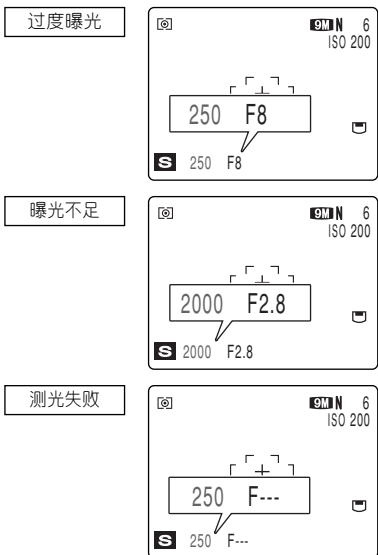 过度曝光
9M N 6
ISO 200
250 F8
S 250 F8
曝光不足
9M N 6
ISO 200
2000 F2.8
S 2000 F2.8
测光失败
9M N 6
ISO 200
250 F---
S 250 F---